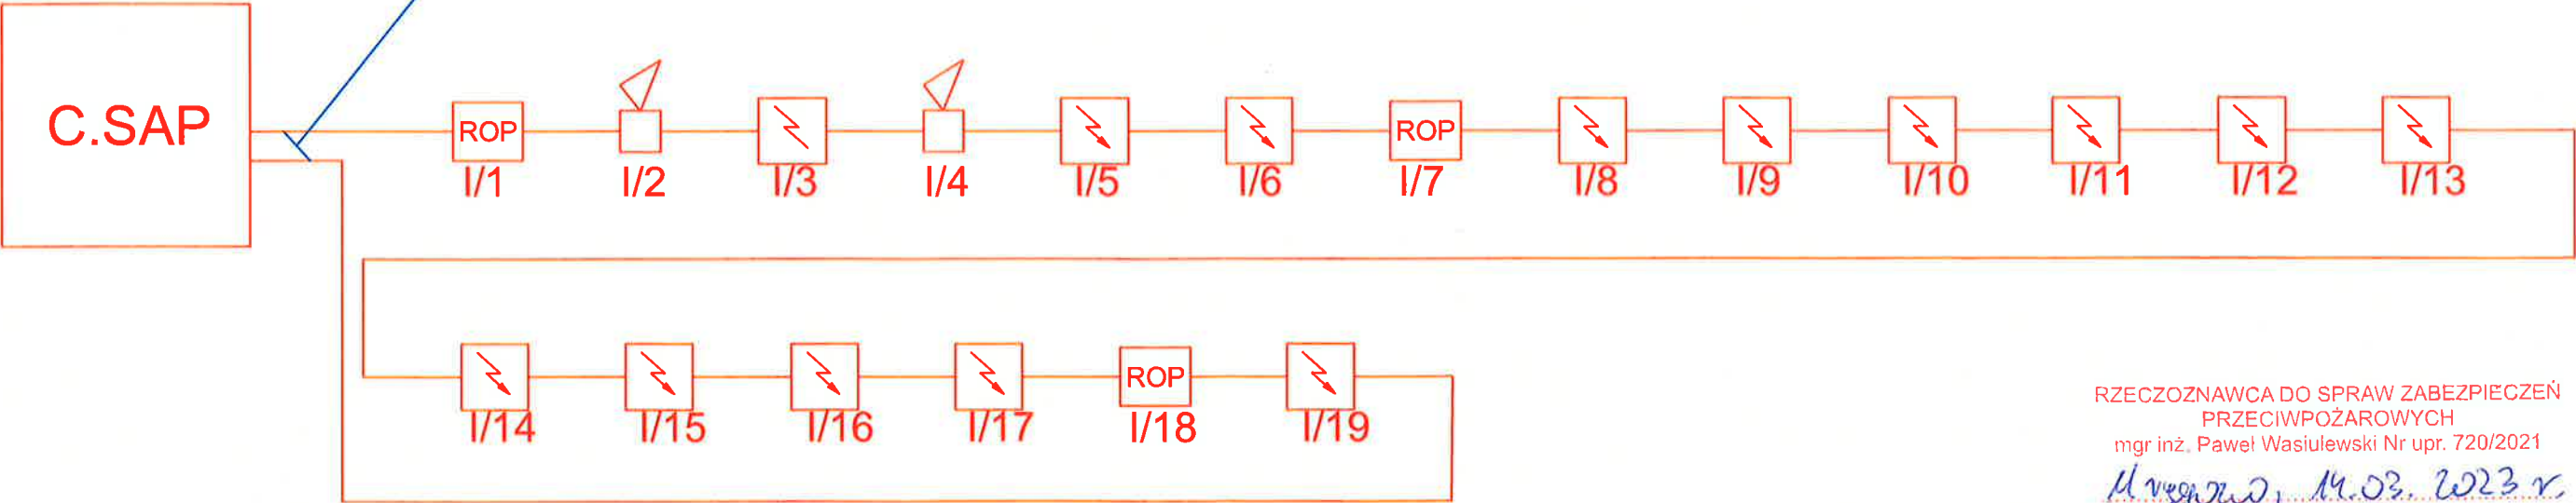 C.SAP
ROP
ROP
I/1
I/2
I/3
I/4
I/5
I/6
I/7
I/8
I/9
I/10
I/11
I/12
I/13
ROP
I/14
I/15
I/16
I/17
I/18
I/19
RZECZOZNAWCA DO SPRAW ZABEZPIECZEŃ
PRZECIWPOŻAROWYCH
mgr inż. Paweł Wasiulewski Nr upr. 720/2021
14.03.2023 r.